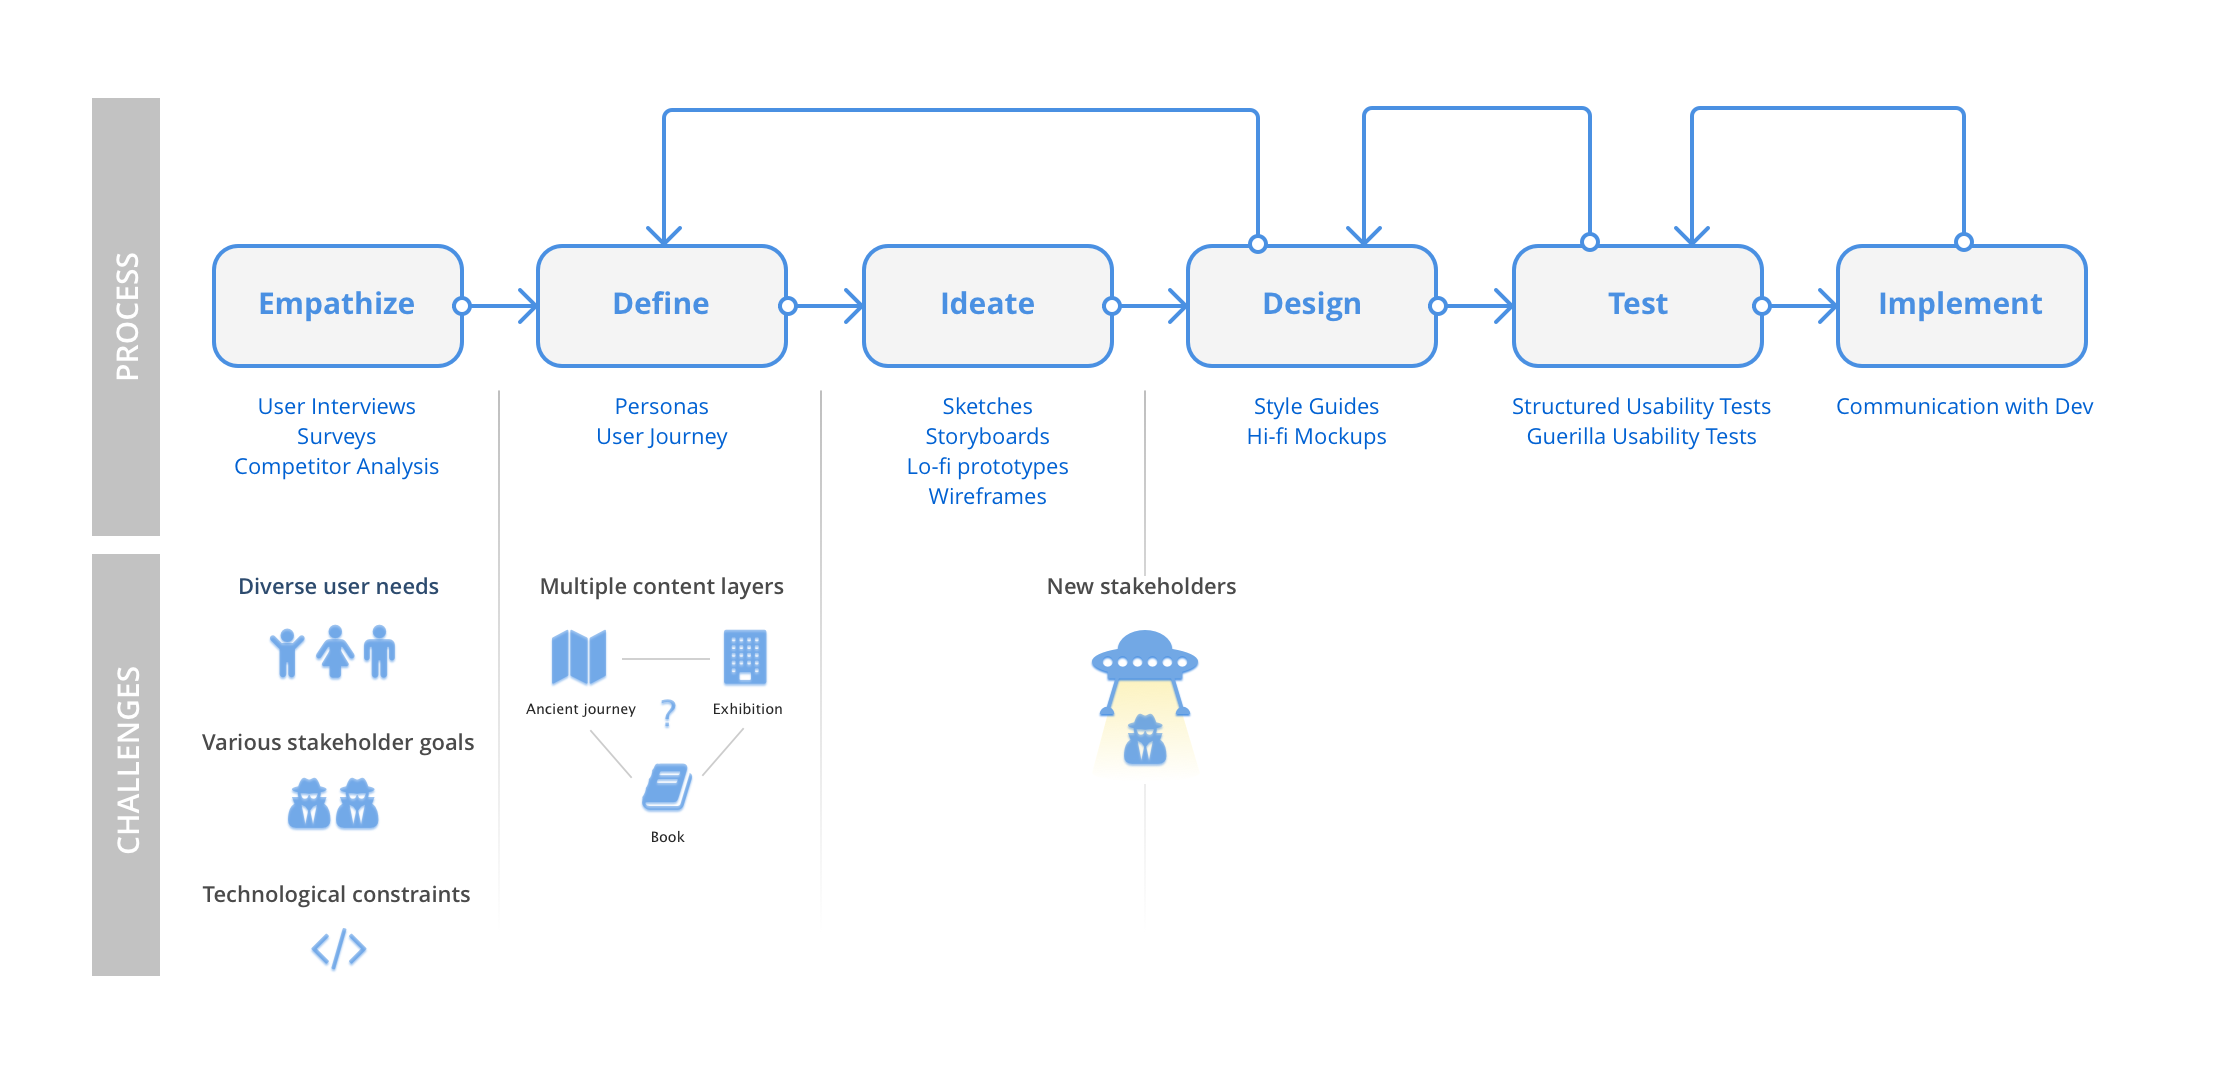 PROCESS
Empathize
Define
Ideate
Design
Test
Implement
User Interviews
Surveys
Competitor Analysis
Personas
User Journey
Sketches
Storyboards
Lo-fi prototypes
Wireframes
Style Guides
Hi-fi Mockups
Structured Usability Tests
Guerilla Usability Tests
Communication with Dev
CHALLENGES
Diverse user needs
Various stakeholder goals
Technological constraints
</>
Multiple content layers
Ancient journey
?
Exhibition
Book
New stakeholders